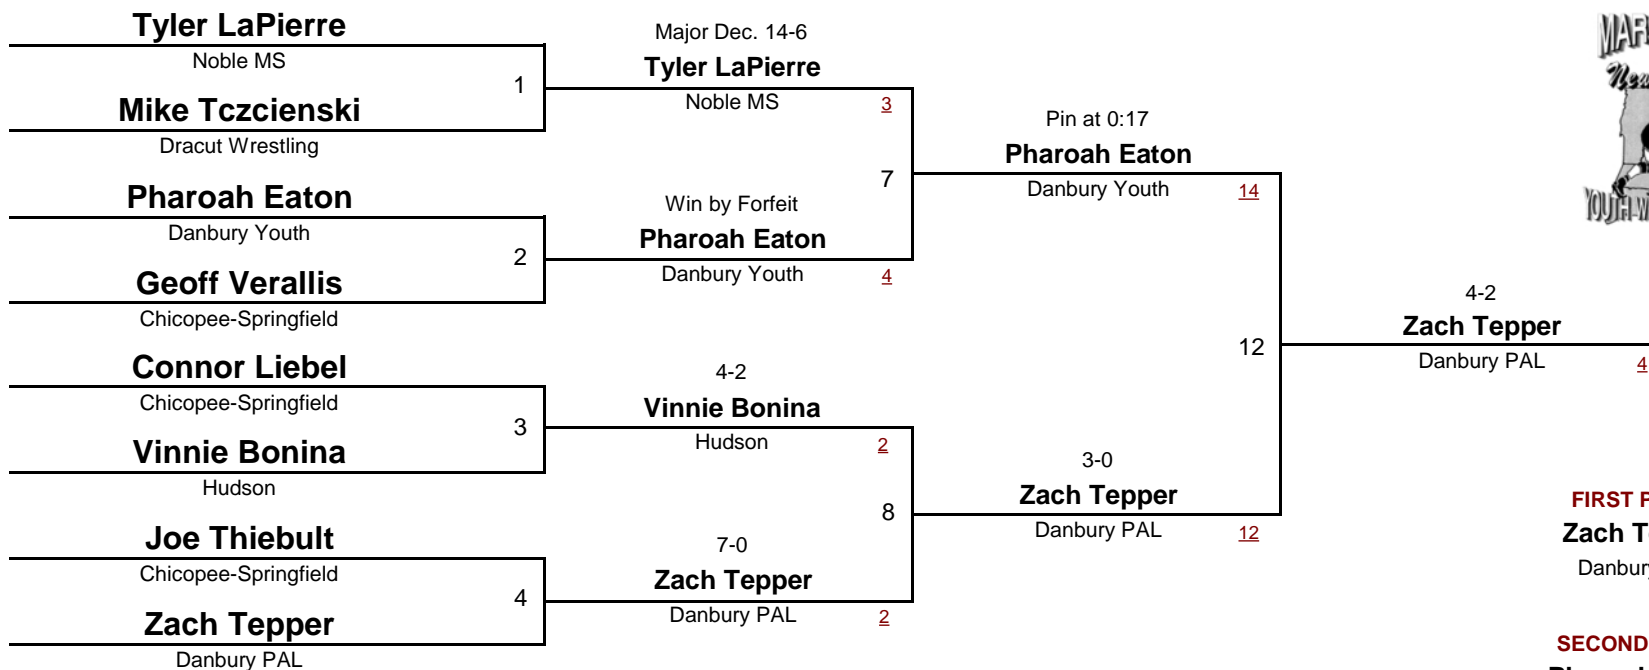 Tyler LaPierre
Noble MS
1
Mike Tczcienski
Dracut Wrestling
Pharoah Eaton
Danbury Youth
2
Geoff Verallis
Chicopee-Springfield
Connor Liebel
Chicopee-Springfield
3
Vinnie Bonina
Hudson
Joe Thiebult
Chicopee-Springfield
4
Zach Tepper
Danbury PAL
Major Dec. 14-6
Tyler LaPierre
Noble MS 3
7
Win by Forfeit
Pharoah Eaton
Danbury Youth 4
4-2
Vinnie Bonina
Hudson 2
8
7-0
Zach Tepper
Danbury PAL 2
Pin at 0:17
Pharoah Eaton
Danbury Youth 14
12
3-0
Zach Tepper
Danbury PAL 12
4-2
Zach Tepper
Danbury PAL 4
FIRST
Zach
SECOND